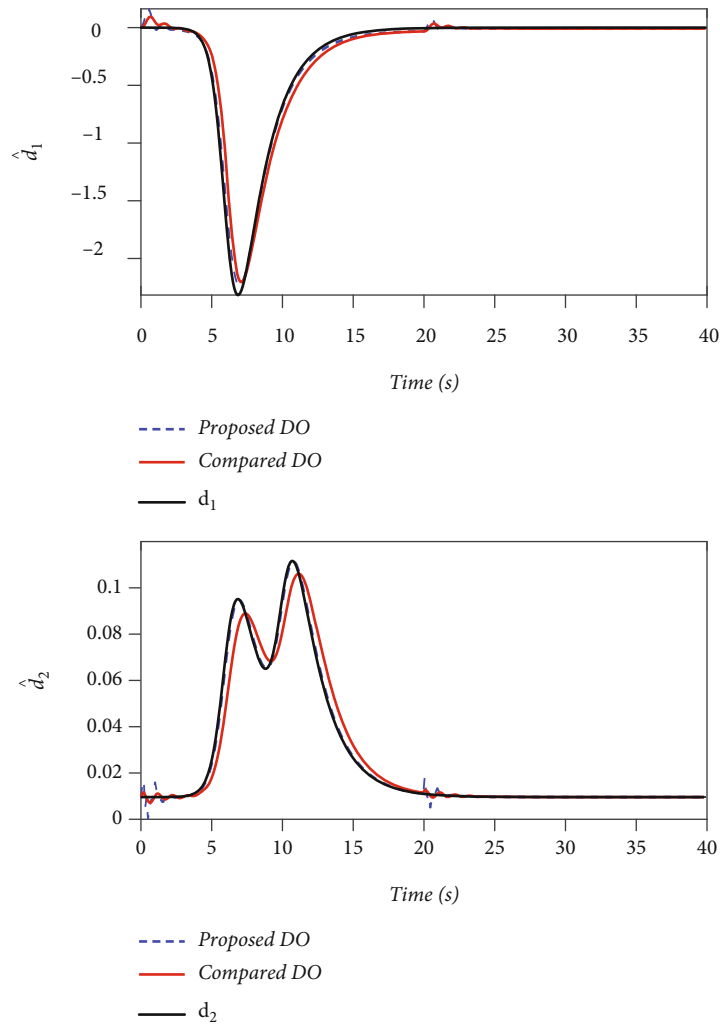 0
–0.5
–1
–1.5
–2
d̂₁
0 5 10 15 20 25 30 35 40
Time (s)
Proposed DO
Compared DO
d₁
0.1
0.08
0.06
0.04
0.02
0
d̂₂
0 5 10 15 20 25 30 35 40
Time (s)
Proposed DO
Compared DO
d₂